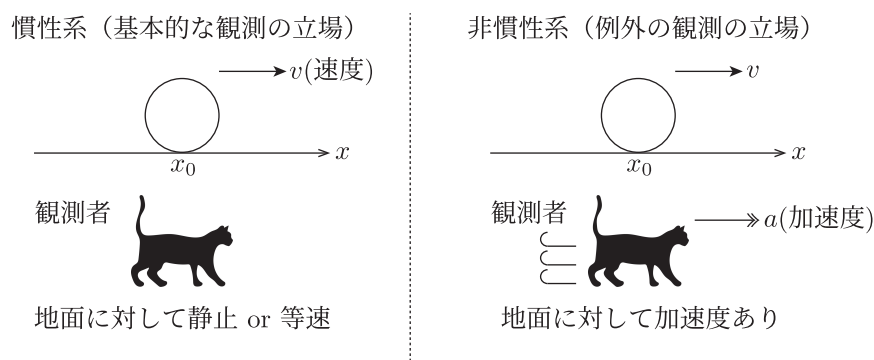 慣性系（基本的な観測の立場）
v(速度)
x
x₀
観測者
地面に対して静止 or 等速
非慣性系（例外の観測の立場）
v
x
x₀
観測者
a(加速度)
地面に対して加速度あり